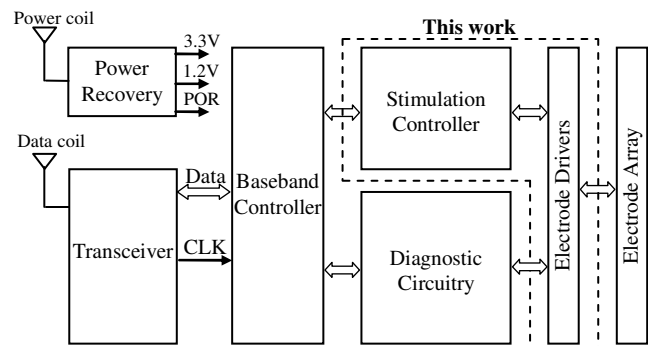 Power coil
This work
3.3V
Power
Recovery
1.2V
POR
Stimulation
Controller
Data coil
Data
Baseband
Controller
Transceiver
CLK
Diagnostic
Circuitry
Electrode Drivers
Electrode Array